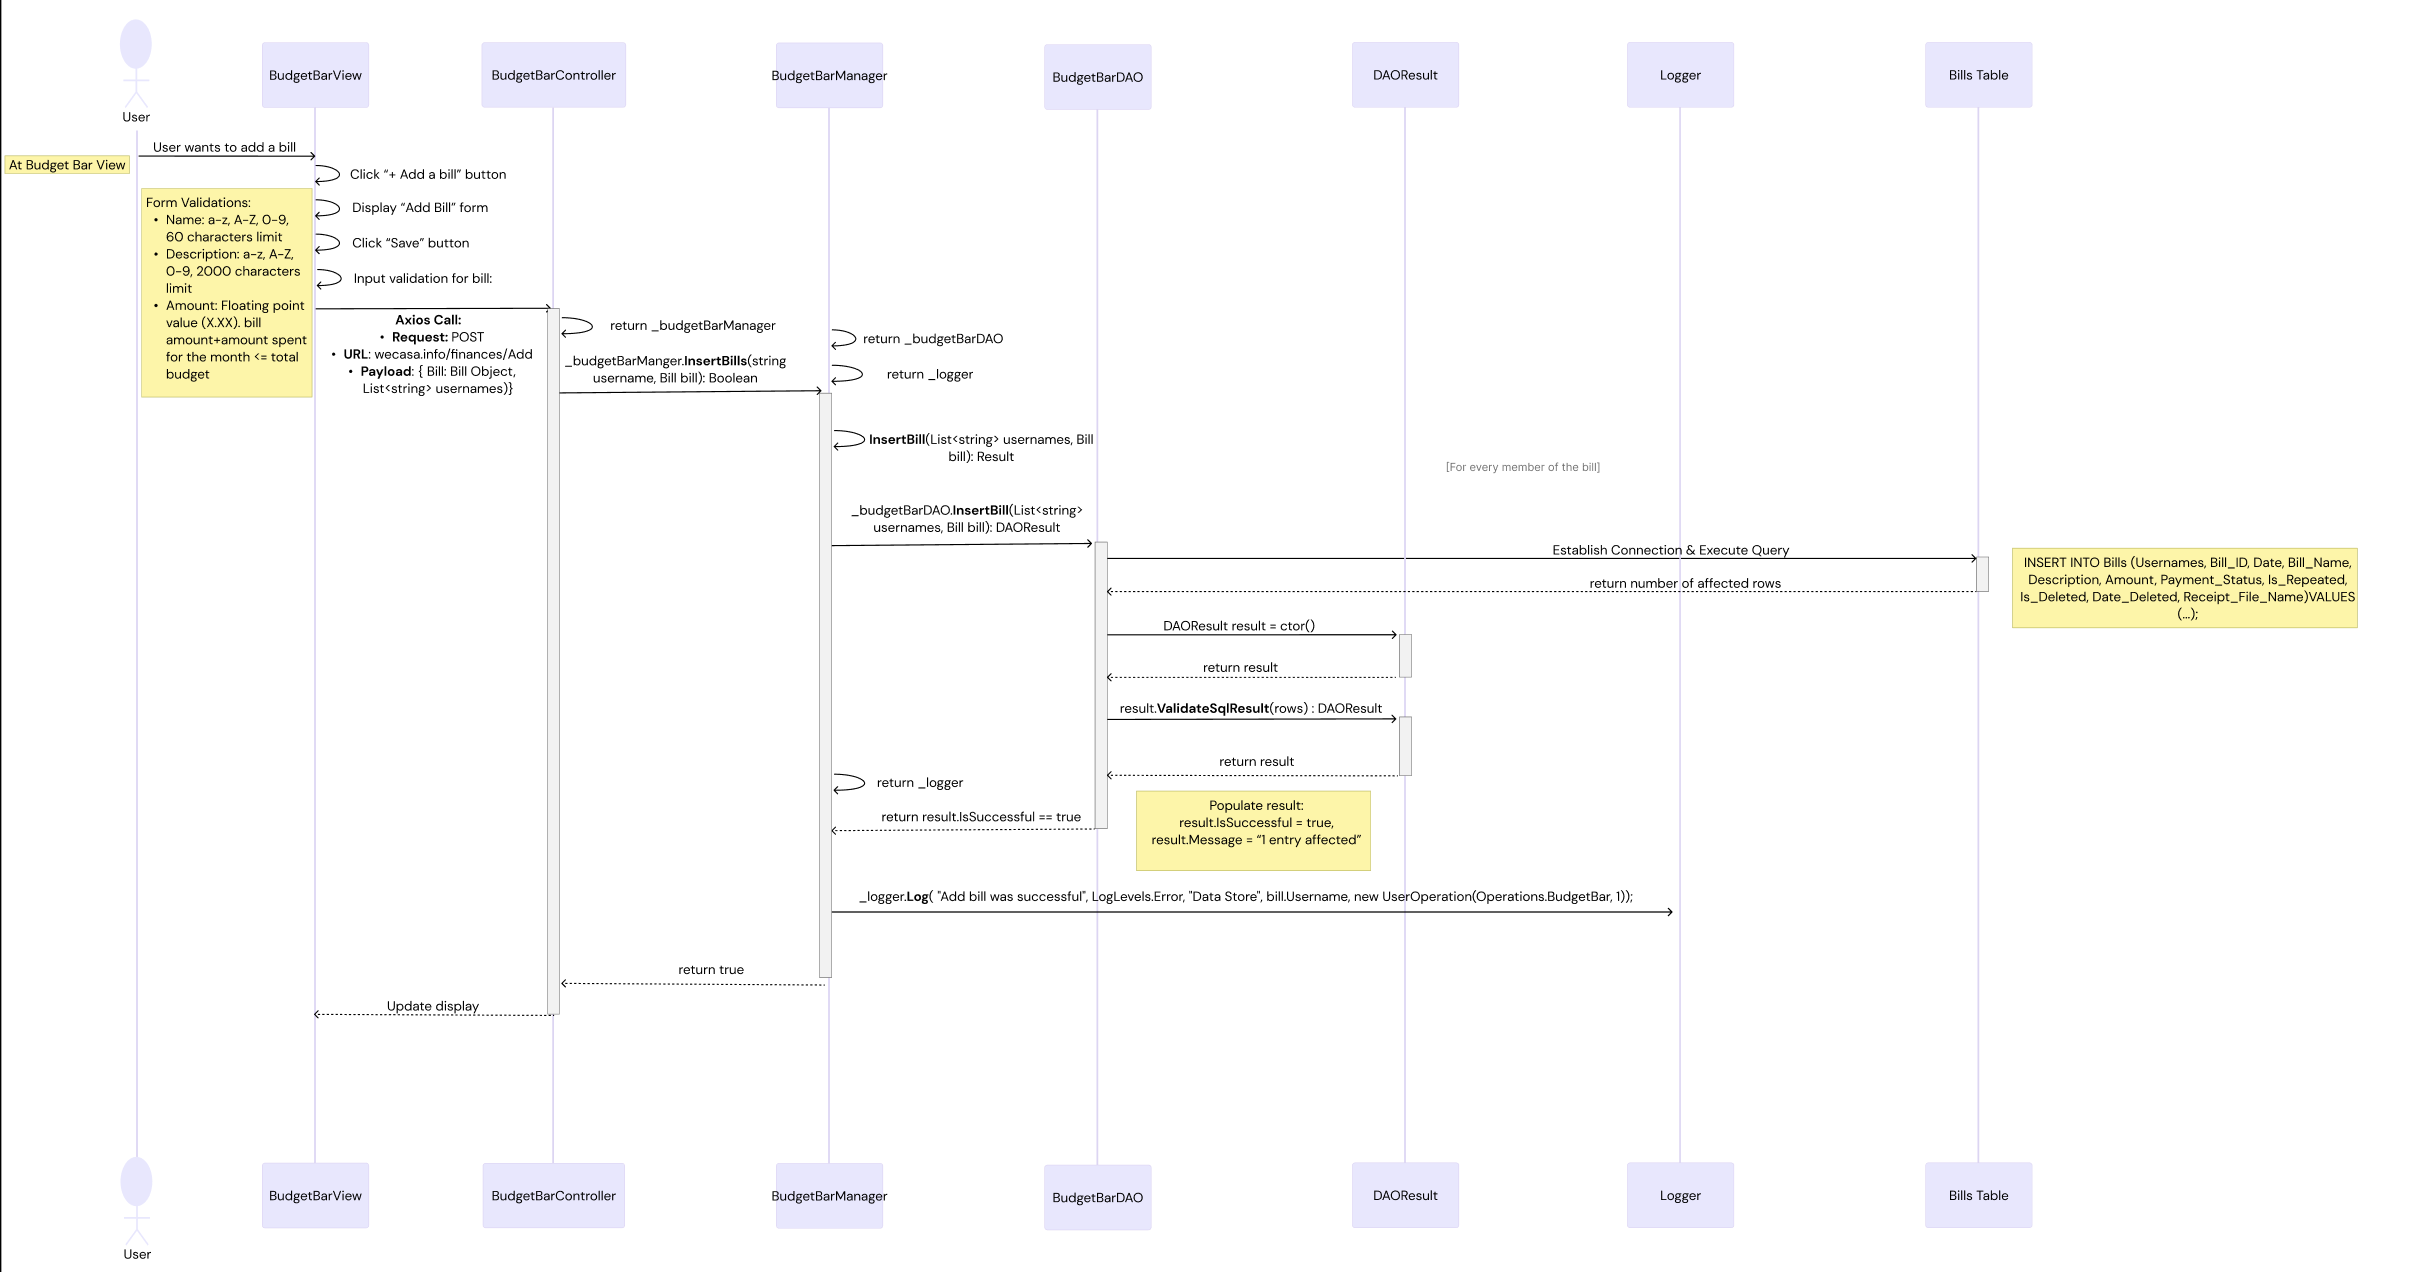 BudgetBarView
BudgetBarController
BudgetBarManager
BudgetBarDAO
DAOResult
Logger
Bills Table
User
User wants to add a bill
At Budget Bar View
Click “+ Add a bill” button
Form Validations:
• Name: a-z, A-Z, 0-9,
60 characters limit
• Description: a-z, A-Z,
0-9, 2000 characters
limit
• Amount: Floating point
value (X.XX). bill
amount+amount spent
for the month <= total
budget
Display “Add Bill” form
Click “Save” button
Input validation for bill:
Axios Call:
• Request: POST
• URL: wecasa.info/finances/Add
• Payload: { Bill: Bill Object,
List<string> usernames)}
return _budgetBarManager
return _budgetBarDAO
_budgetBarManger.InsertBills(string
username, Bill bill): Boolean
return _logger
InsertBill(List<string> usernames, Bill
bill): Result
[For every member of the bill]
_budgetBarDAO.InsertBill(List<string>
usernames, Bill bill): DAOResult
Establish Connection & Execute Query
INSERT INTO Bills (Usernames, Bill_ID, Date, Bill_Name,
Description, Amount, Payment_Status, Is_Repeated,
Is_Deleted, Date_Deleted, Receipt_File_Name)VALUES
(...);
return number of affected rows
DAOResult result = ctor()
return result
result.ValidateSqlResult(rows) : DAOResult
return result
return _logger
Populate result:
result.IsSuccessful = true,
result.Message = “1 entry affected”
return result.IsSuccessful == true
_logger.Log( "Add bill was successful", LogLevels.Error, "Data Store", bill.Username, new UserOperation(Operations.BudgetBar, 1));
return true
Update display
BudgetBarView
BudgetBarController
BudgetBarManager
BudgetBarDAO
DAOResult
Logger
Bills Table
User